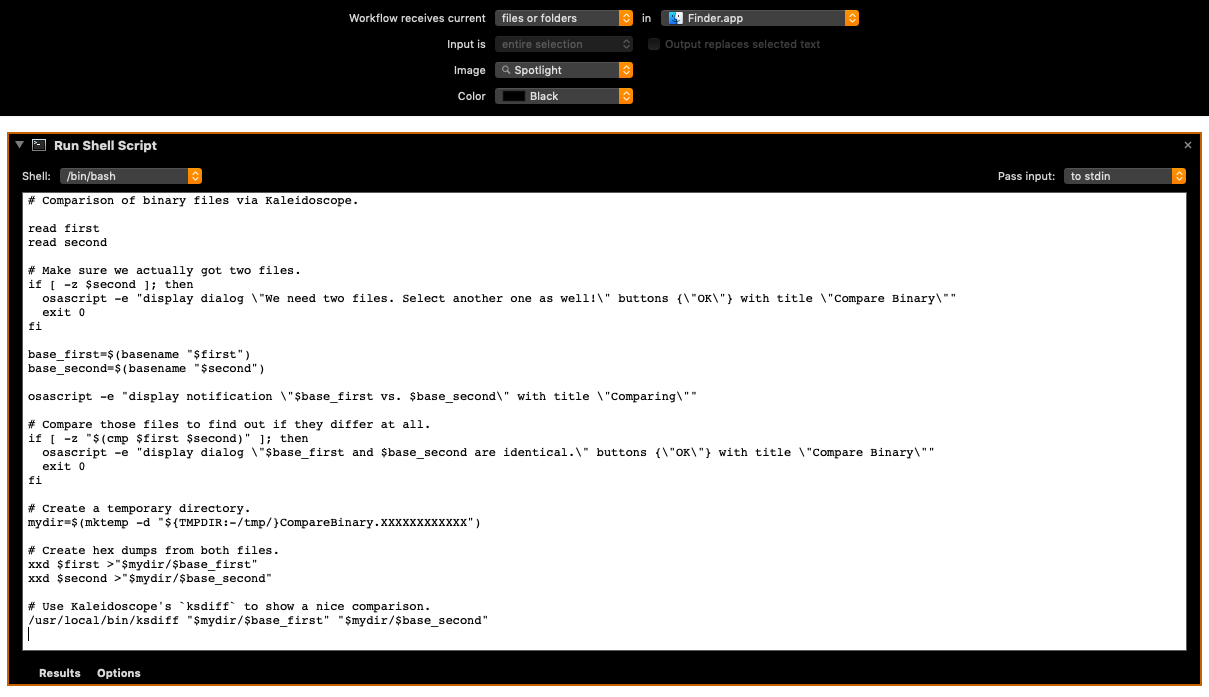 Workflow receives current files or folders in Finder.app
Input is entire selection Output replaces selected text
Image Spotlight
Color Black
Run Shell Script
Shell: /bin/bash Pass input: to stdin
# Comparison of binary files via Kaleidoscope.
read first
read second
# Make sure we actually got two files.
if [ -z $second ]; then
osascript -e "display dialog \"We need two files. Select another one as well!\" buttons {\"OK\"} with title \"Compare Binary\""
exit 0
fi
base_first=$(basename "$first")
base_second=$(basename "$second")
osascript -e "display notification \"$base_first vs. $base_second\" with title \"Comparing\""
# Compare those files to find out if they differ at all.
if [ -z "$(cmp $first $second)" ]; then
osascript -e "display dialog \"$base_first and $base_second are identical.\" buttons {\"OK\"} with title \"Compare Binary\""
exit 0
fi
# Create a temporary directory.
mydir=$(mktemp -d "${TMPDIR:-/tmp/}CompareBinary.XXXXXXXXXXXX")
# Create hex dumps from both files.
xxd $first >"$mydir/$base_first"
xxd $second >"$mydir/$base_second"
# Use Kaleidoscope's `ksdiff` to show a nice comparison.
/usr/local/bin/ksdiff "$mydir/$base_first" "$mydir/$base_second"
Results Options